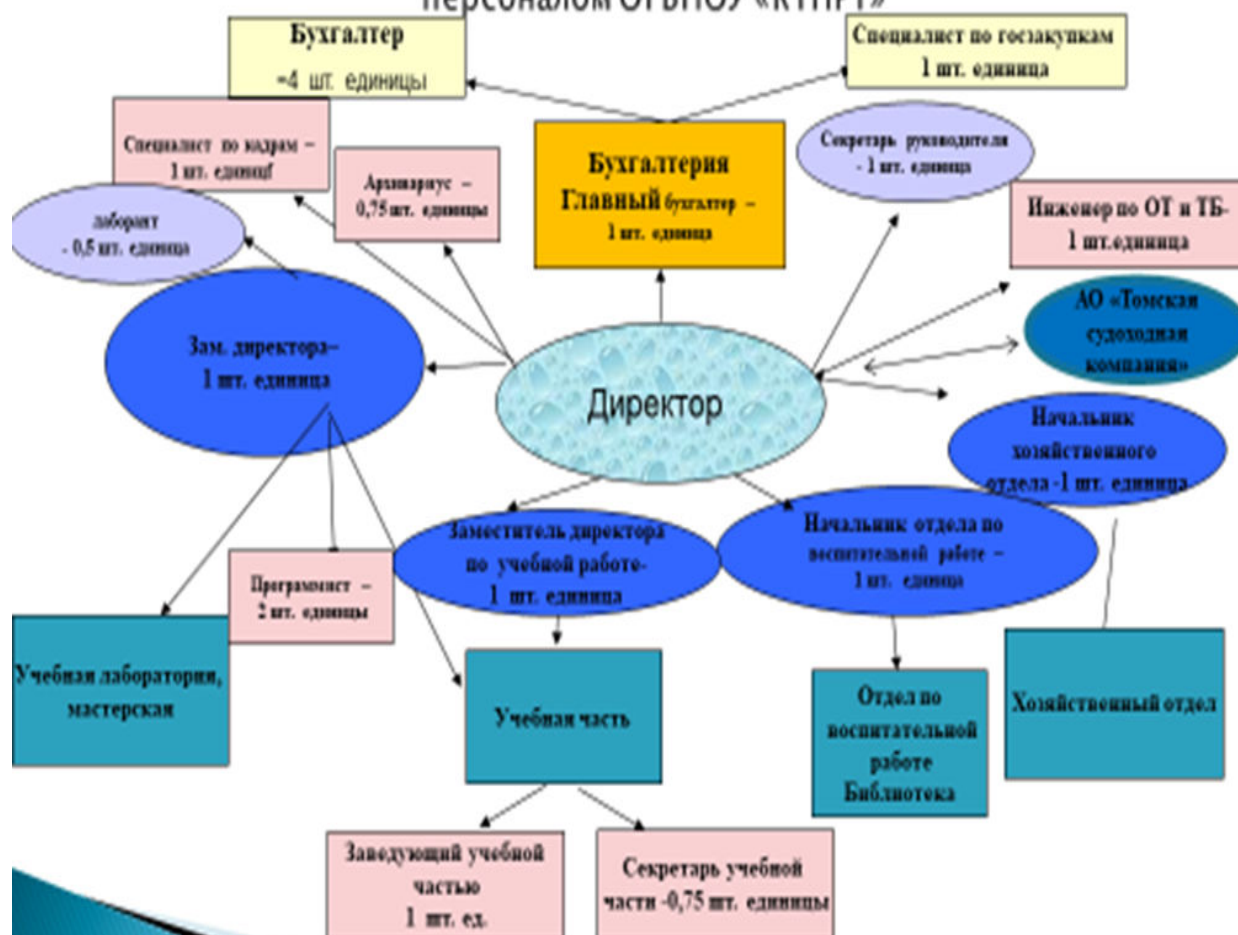 персоналом ОГБПОУ «КТПРТ»
Бухгалтер
=4 шт. единицы
Специалист по госзакупкам
1 шт. единица
Специалист по кадрам –
1 шт. единиц
Архивариус –
0,75 шт. единицы
Бухгалтерия
Главный бухгалтер –
1 шт. единица
Секретарь руководителя
- 1 шт. единица
Инженер по ОТ и ТБ-
1 шт.единица
лаборант
- 0,5 шт. единица
АО «Томская
судоходная
компания»
Зам. директора–
1 шт. единица
Директор
Начальник
хозяйственного
отдела -1 шт. единица
Заместитель директора
по учебной работе-
1 шт. единица
Начальник отдела по
воспитательной работе –
1 шт. единица
Программист –
2 шт. единицы
Учебная лаборатория,
мастерская
Учебная часть
Отдел по
воспитательной
работе
Библиотека
Хозяйственный отдел
Заведующий учебной
частью
1 шт. ед.
Секретарь учебной
части -0,75 шт. единицы